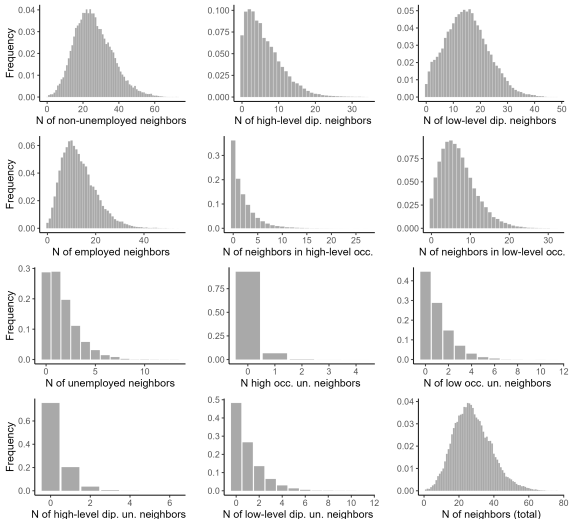 Frequency
0.04
0.03
0.02
0.01
0.00
0 20 40 60
N of non-unemployed neighbors
0.100
0.075
0.050
0.025
0.000
0 10 20 30
N of high-level dip. neighbors
0.05
0.04
0.03
0.02
0.01
0.00
0 10 20 30 40 50
N of low-level dip. neighbors
Frequency
0.06
0.04
0.02
0.00
0 20 40
N of employed neighbors
0.3
0.2
0.1
0.0
0 5 10 15 20 25
N of neighbors in high-level occ.
0.075
0.050
0.025
0.000
0 10 20 30
N of neighbors in low-level occ.
Frequency
0.3
0.2
0.1
0.0
0 5 10
N of unemployed neighbors
0.75
0.50
0.25
0.00
0 1 2 3 4
N high occ. un. neighbors
0.4
0.3
0.2
0.1
0.0
0 2 4 6 8 10 12
N of low occ. un. neighbors
Frequency
0.6
0.4
0.2
0.0
0 2 4 6
N of high-level dip. un. neighbors
0.5
0.4
0.3
0.2
0.1
0.0
0 2 4 6 8 10 12
N of low-level dip. un. neighbors
0.04
0.03
0.02
0.01
0.00
0 10 20 30 40 50 60 70 80
N of neighbors (total)